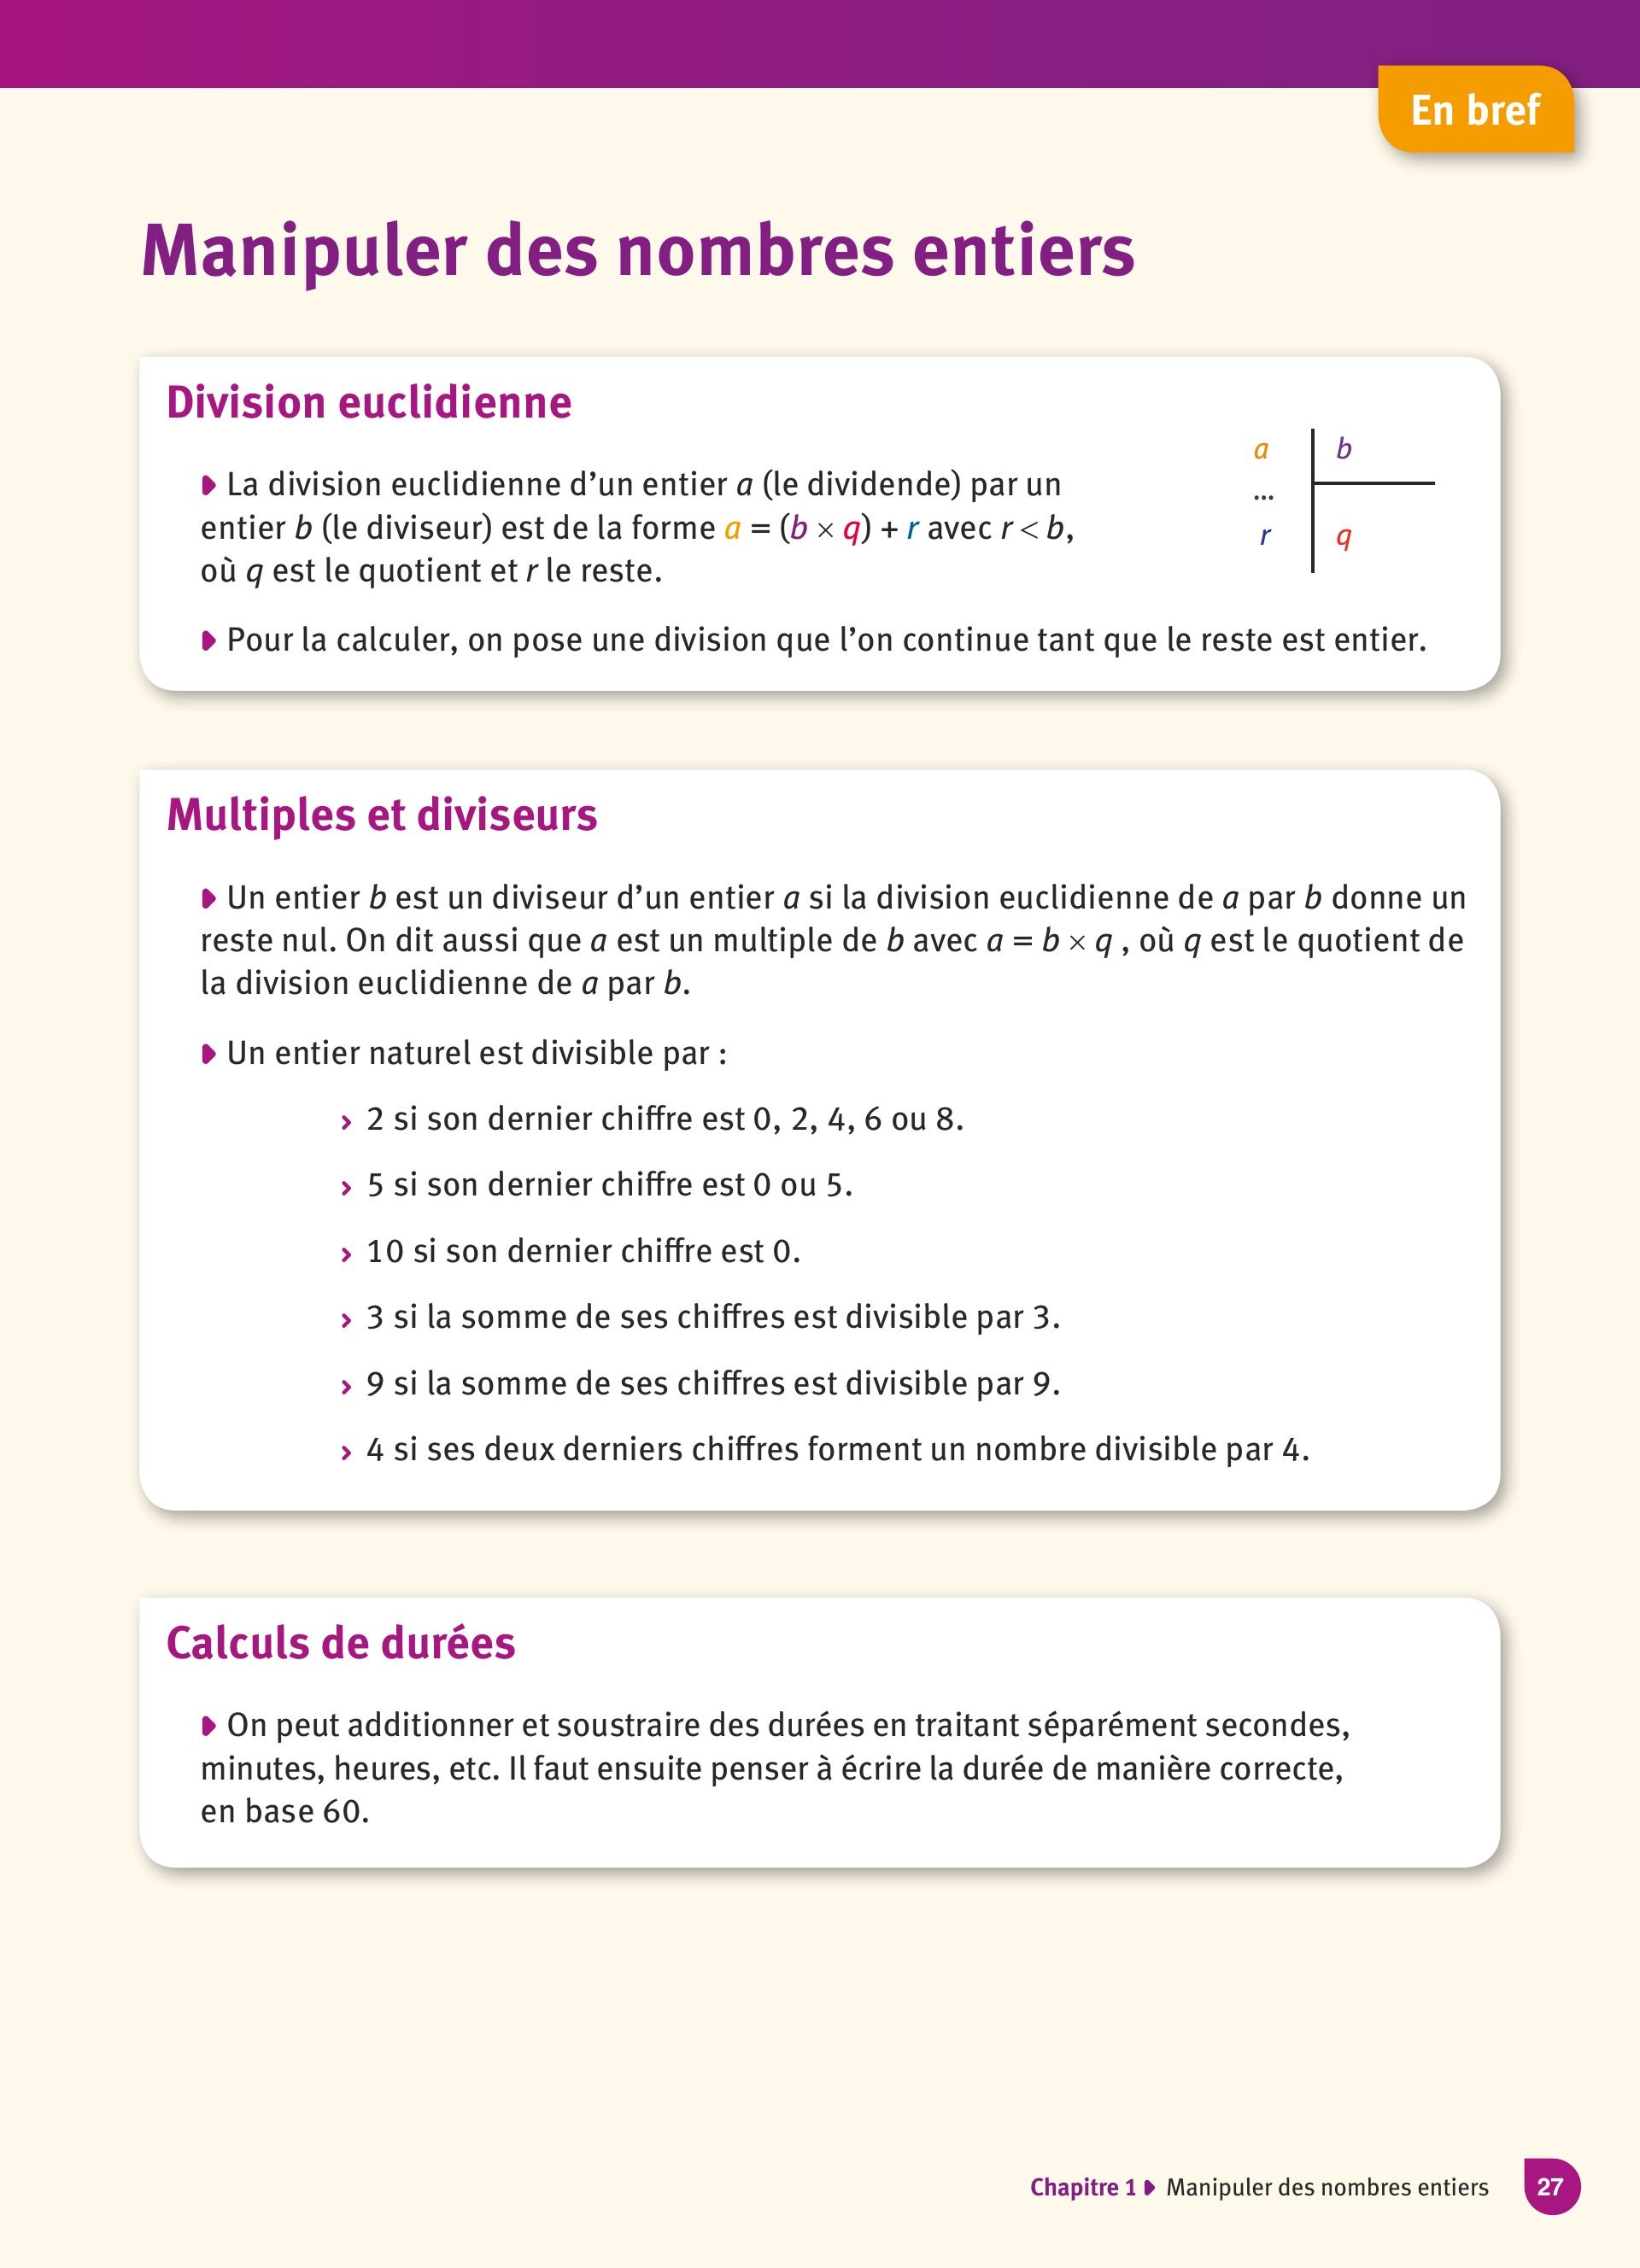 En bref
Manipuler des nombres entiers
Division euclidienne
La division euclidienne d’un entier a (le dividende) par un
entier b (le diviseur) est de la forme a = (b × q) + r avec r < b,
où q est le quotient et r le reste.
a b
...
r q
Pour la calculer, on pose une division que l’on continue tant que le reste est entier.
Multiples et diviseurs
Un entier b est un diviseur d’un entier a si la division euclidienne de a par b donne un
reste nul. On dit aussi que a est un multiple de b avec a = b × q , où q est le quotient de
la division euclidienne de a par b.
Un entier naturel est divisible par :
› 2 si son dernier chiffre est 0, 2, 4, 6 ou 8.
› 5 si son dernier chiffre est 0 ou 5.
› 10 si son dernier chiffre est 0.
› 3 si la somme de ses chiffres est divisible par 3.
› 9 si la somme de ses chiffres est divisible par 9.
› 4 si ses deux derniers chiffres forment un nombre divisible par 4.
Calculs de durées
On peut additionner et soustraire des durées en traitant séparément secondes,
minutes, heures, etc. Il faut ensuite penser à écrire la durée de manière correcte,
en base 60.
Chapitre 1 Manipuler des nombres entiers 27